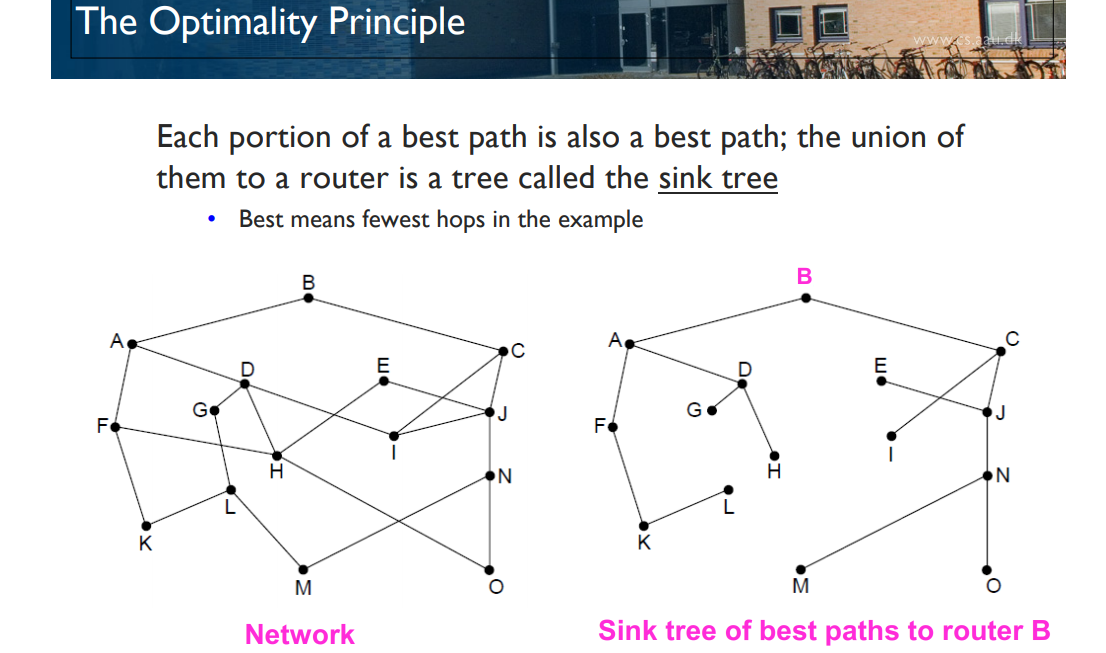 The Optimality Principle
www.cs.aau.dk
Each portion of a best path is also a best path; the union of
them to a router is a tree called the sink tree
• Best means fewest hops in the example
B
A
C
D
E
G
F
J
I
H
N
L
K
M
O
Network
B
A
C
D
E
G
F
J
I
H
N
L
K
M
O
Sink tree of best paths to router B